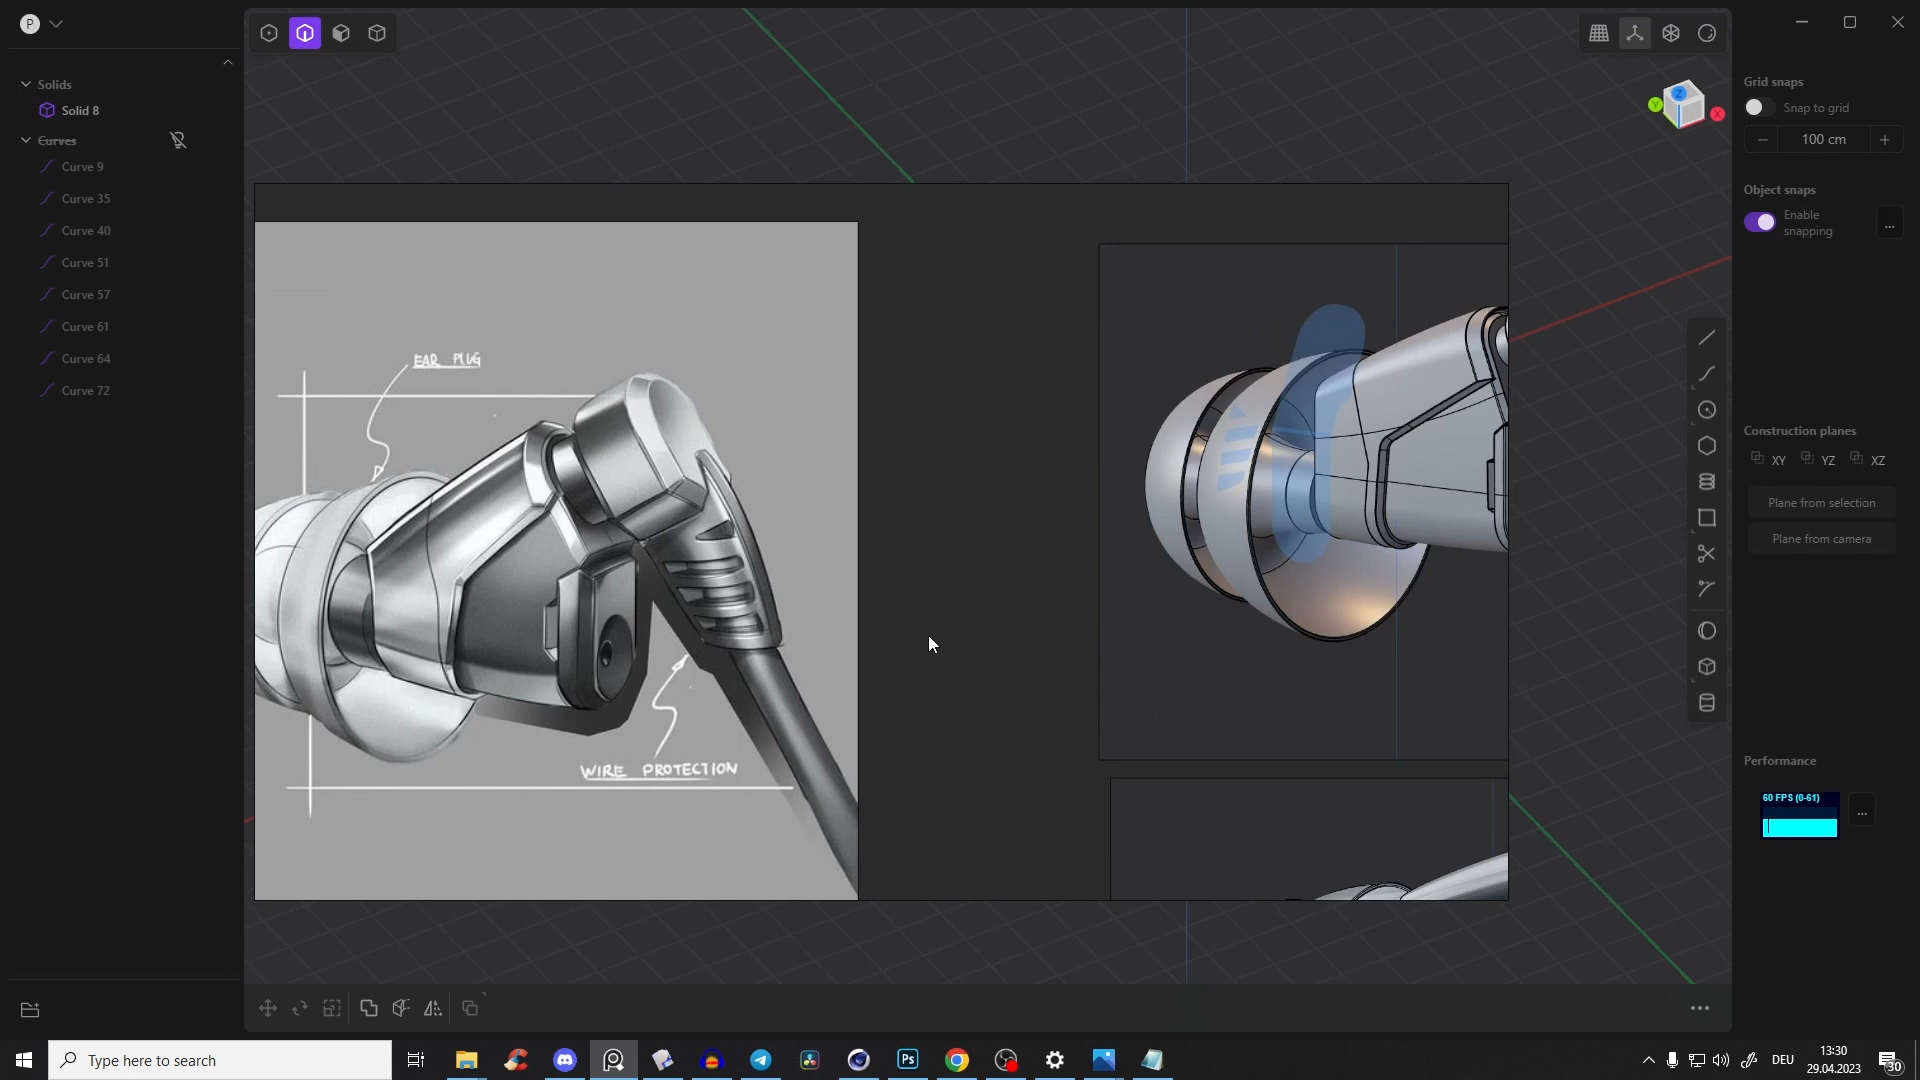 P
Solids
Solid 8
Curves
Curve 9
Curve 35
Curve 40
Curve 51
Curve 57
Curve 61
Curve 64
Curve 72
EAR PLUG
WIRE PROTECTION
Z
Y
X
Grid snaps
Snap to grid
100 cm
Object snaps
Enable
snapping
...
Construction planes
XY
YZ
XZ
Plane from selection
Plane from camera
Performance
60 FPS (0-61)
...
Type here to search
Ps
DEU
13:30
29.04.2023
30